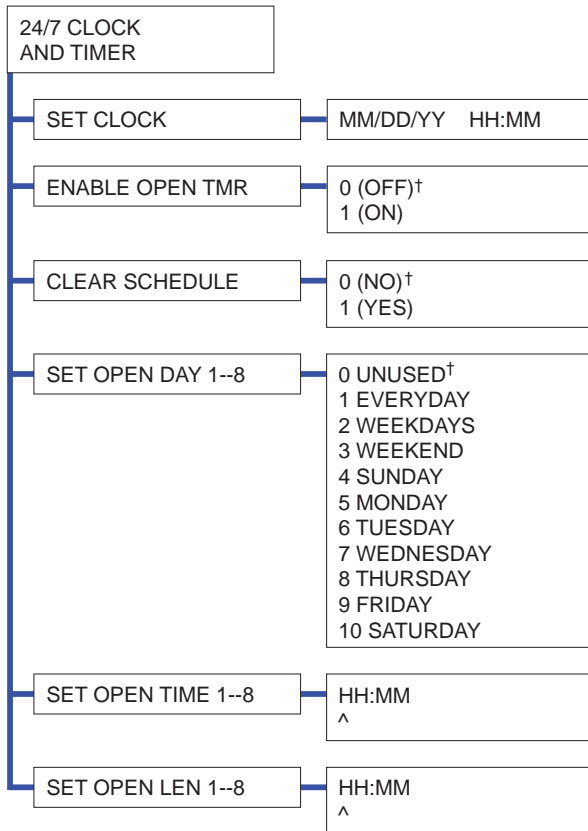 24/7 CLOCK
AND TIMER
SET CLOCK
MM/DD/YY HH:MM
ENABLE OPEN TMR
0 (OFF)†
1 (ON)
CLEAR SCHEDULE
0 (NO)†
1 (YES)
SET OPEN DAY 1--8
0 UNUSED†
1 EVERYDAY
2 WEEKDAYS
3 WEEKEND
4 SUNDAY
5 MONDAY
6 TUESDAY
7 WEDNESDAY
8 THURSDAY
9 FRIDAY
10 SATURDAY
SET OPEN TIME 1--8
HH:MM
^
SET OPEN LEN 1--8
HH:MM
^